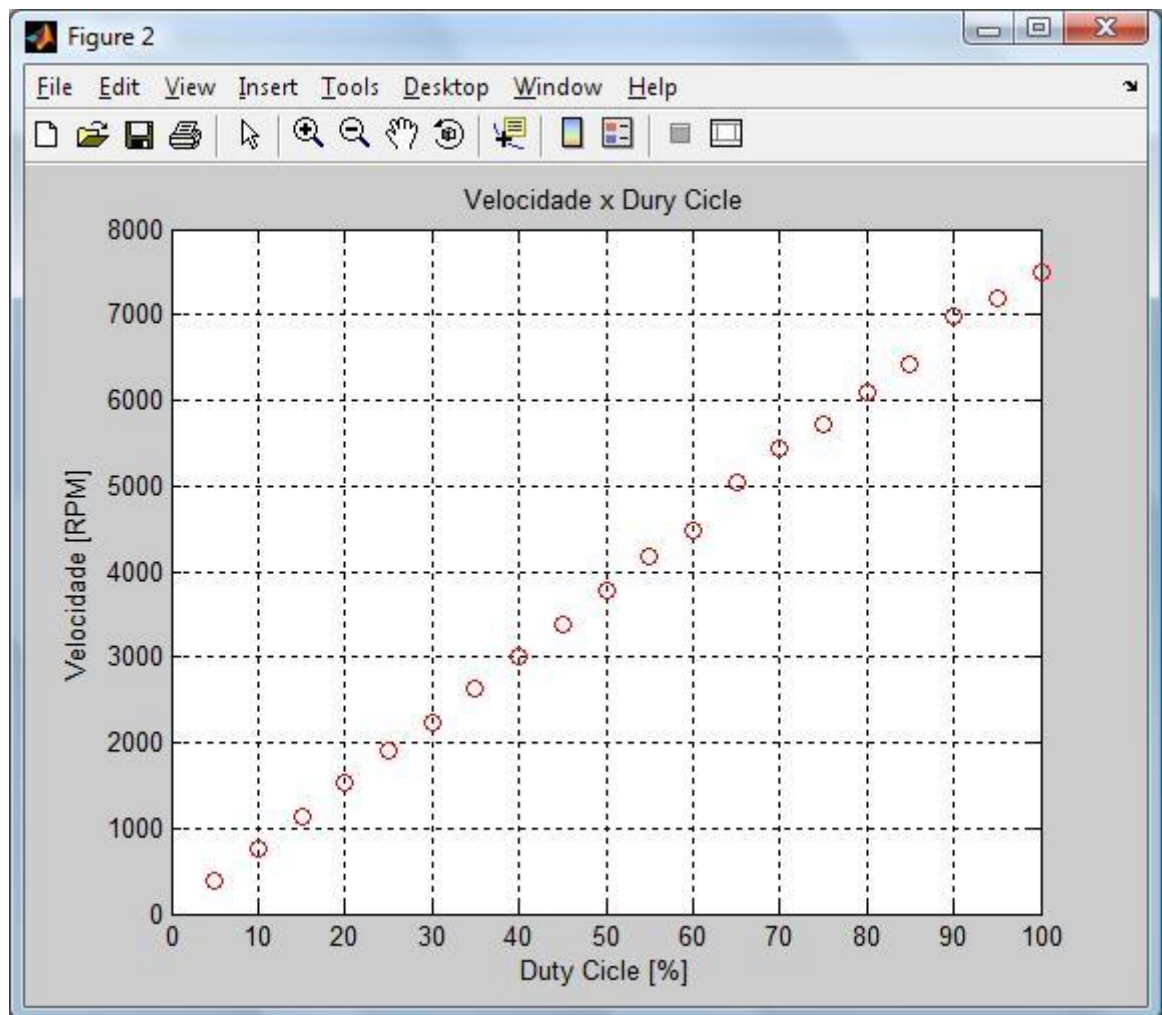 Figure 2
File Edit View Insert Tools Desktop Window Help
Velocidade x Dury Cicle
8000
7000
6000
5000
4000
3000
2000
1000
0
Velocidade [RPM]
0 10 20 30 40 50 60 70 80 90 100
Duty Cicle [%]